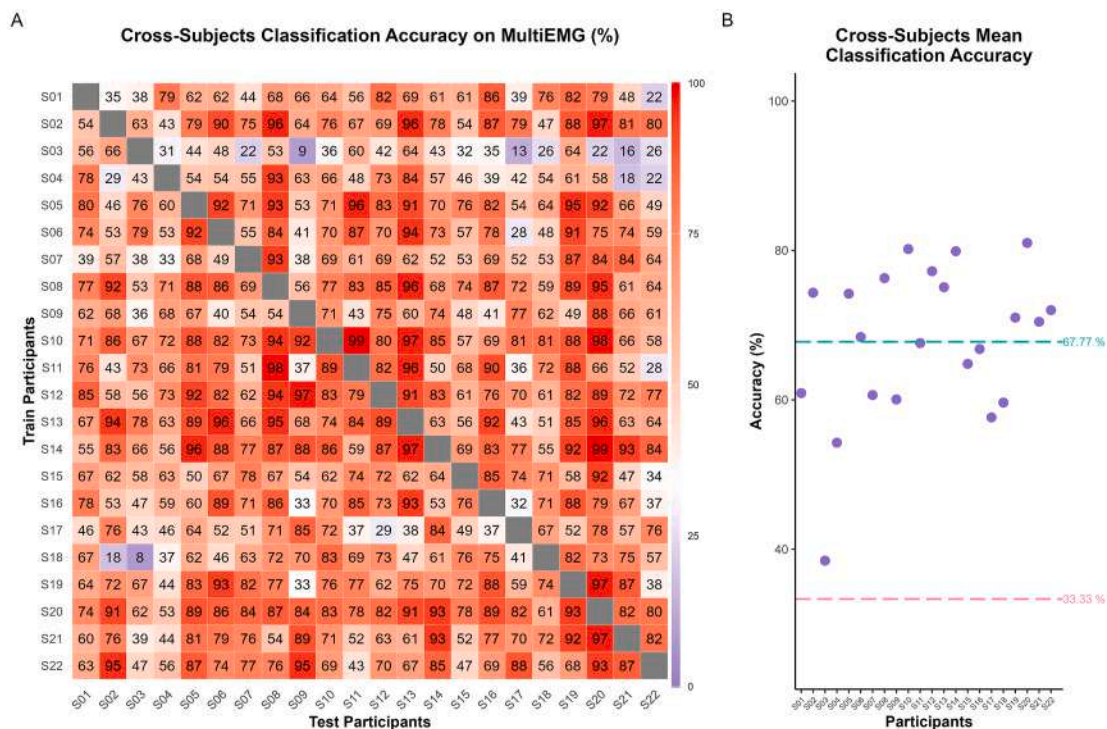 A
Cross-Subjects Classification Accuracy on MultiEMG (%)
Train Participants
S01 35 38 79 62 62 44 68 66 64 56 82 69 61 61 86 39 76 82 79 48 22
S02 54 63 43 79 90 75 96 64 76 67 69 96 78 54 87 79 47 88 97 81 80
S03 56 66 31 44 48 22 53 9 36 60 42 64 43 32 35 13 26 64 22 16 26
S04 78 29 43 54 54 55 93 63 66 48 73 84 57 46 39 42 54 61 58 18 22
S05 80 46 76 60 92 71 93 53 71 96 83 91 70 76 82 54 64 95 92 66 49
S06 74 53 79 53 92 55 84 41 70 87 70 94 73 57 78 28 48 91 75 74 59
S07 39 57 38 33 68 49 93 38 69 61 69 62 52 53 69 52 53 87 84 84 64
S08 77 92 53 71 88 86 69 56 77 83 85 96 68 74 87 72 59 89 95 61 64
S09 62 68 36 68 67 40 54 54 71 43 75 60 74 48 41 77 62 49 88 66 61
S10 71 86 67 72 88 82 73 94 92 99 80 97 85 57 69 81 81 88 98 66 58
S11 76 43 73 66 81 79 51 98 37 89 82 96 50 68 90 36 72 88 66 52 28
S12 85 58 56 73 92 82 62 94 97 83 79 91 83 61 76 70 61 82 89 72 77
S13 67 94 78 63 89 96 66 95 68 74 84 89 63 56 92 43 51 85 96 63 64
S14 55 83 66 56 96 88 77 87 88 86 59 87 97 69 83 77 55 92 99 93 84
S15 67 62 58 63 50 67 78 67 54 62 74 72 62 64 85 74 71 58 92 47 34
S16 78 53 47 59 60 89 71 86 33 70 85 73 93 53 76 32 71 88 79 67 37
S17 46 76 43 46 64 52 51 71 85 72 37 29 38 84 49 37 67 52 78 57 76
S18 67 18 8 37 62 46 63 72 70 83 69 73 47 61 76 75 41 82 73 75 57
S19 64 72 67 44 83 93 82 77 33 76 77 62 75 70 72 88 59 74 97 87 38
S20 74 91 62 53 89 86 84 87 84 83 78 82 91 93 78 89 82 61 93 82 80
S21 60 76 39 44 81 79 76 54 89 71 52 63 61 93 52 77 70 72 92 97 82
S22 63 95 47 56 87 74 77 76 95 69 43 70 67 85 47 69 88 56 68 93 87
S01 S02 S03 S04 S05 S06 S07 S08 S09 S10 S11 S12 S13 S14 S15 S16 S17 S18 S19 S20 S21 S22
Test Participants
100
75
50
25
0
B
Cross-Subjects Mean
Classification Accuracy
Accuracy (%)
100
80
60
40
67.77 %
33.33 %
S01 S02 S03 S04 S05 S06 S07 S08 S09 S10 S11 S12 S13 S14 S15 S16 S17 S18 S19 S20 S21 S22
Participants